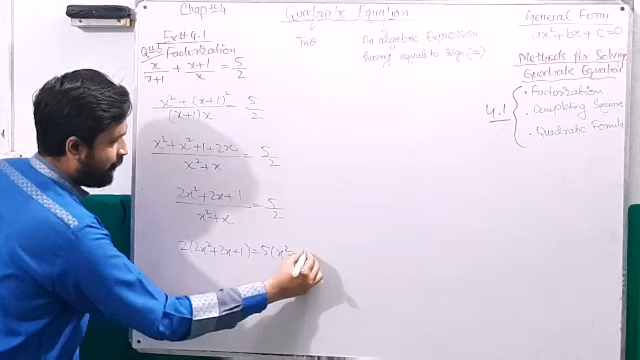 Chap#4
Quadratic Equation
Two
An algebric Expression
having equal to sign (=)
General Form
ax²+bx+c=0
Methods for Solving
Quadratic Equation
4.1
• Factorization
• Completing Square
• Quadratic Formula
Ex#4.1
Q#5 Factorization
x/(x+1) + (x+1)/x = 5/2
(x²+(x+1)²)/((x+1)x) = 5/2
(x²+x²+1+2x)/(x²+x) = 5/2
(2x²+2x+1)/(x²+x) = 5/2
2(2x²+2x+1)=5(x²